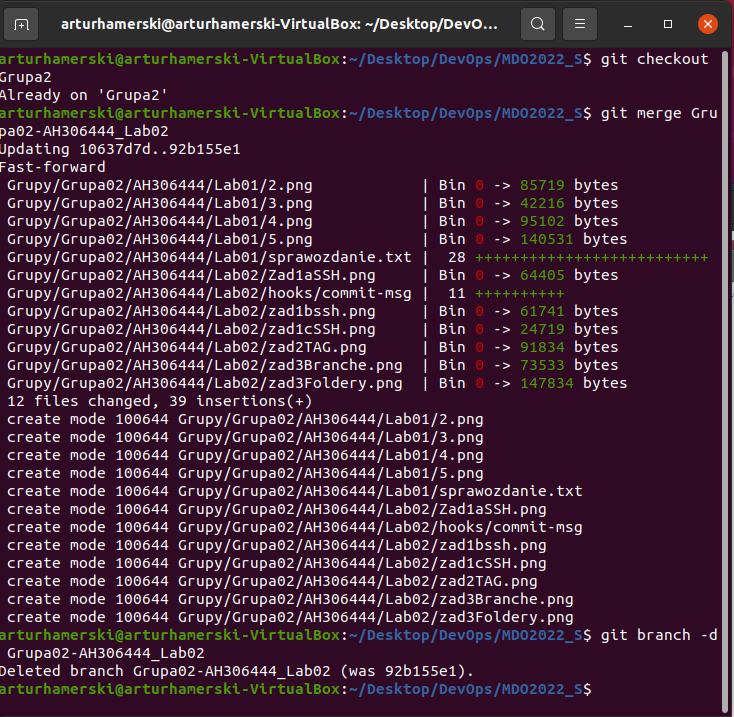 arturhamerski@arturhamerski-VirtualBox: ~/Desktop/DevO...
arturhamerski@arturhamerski-VirtualBox:~/Desktop/DevOps/MDO2022_S$ git checkout
Grupa2
Already on 'Grupa2'
arturhamerski@arturhamerski-VirtualBox:~/Desktop/DevOps/MDO2022_S$ git merge Gru
pa02-AH306444_Lab02
Updating 10637d7d..92b155e1
Fast-forward
 Grupy/Grupa02/AH306444/Lab01/2.png            | Bin 0 -> 85719 bytes
 Grupy/Grupa02/AH306444/Lab01/3.png            | Bin 0 -> 42216 bytes
 Grupy/Grupa02/AH306444/Lab01/4.png            | Bin 0 -> 95102 bytes
 Grupy/Grupa02/AH306444/Lab01/5.png            | Bin 0 -> 140531 bytes
 Grupy/Grupa02/AH306444/Lab01/sprawozdanie.txt |  28 ++++++++++++++++++++++++++
 Grupy/Grupa02/AH306444/Lab02/Zad1aSSH.png     | Bin 0 -> 64405 bytes
 Grupy/Grupa02/AH306444/Lab02/hooks/commit-msg |  11 ++++++++++
 Grupy/Grupa02/AH306444/Lab02/zad1bssh.png     | Bin 0 -> 61741 bytes
 Grupy/Grupa02/AH306444/Lab02/zad1cSSH.png     | Bin 0 -> 24719 bytes
 Grupy/Grupa02/AH306444/Lab02/zad2TAG.png      | Bin 0 -> 91834 bytes
 Grupy/Grupa02/AH306444/Lab02/zad3Branche.png  | Bin 0 -> 73533 bytes
 Grupy/Grupa02/AH306444/Lab02/zad3Foldery.png  | Bin 0 -> 147834 bytes
 12 files changed, 39 insertions(+)
 create mode 100644 Grupy/Grupa02/AH306444/Lab01/2.png
 create mode 100644 Grupy/Grupa02/AH306444/Lab01/3.png
 create mode 100644 Grupy/Grupa02/AH306444/Lab01/4.png
 create mode 100644 Grupy/Grupa02/AH306444/Lab01/5.png
 create mode 100644 Grupy/Grupa02/AH306444/Lab01/sprawozdanie.txt
 create mode 100644 Grupy/Grupa02/AH306444/Lab02/Zad1aSSH.png
 create mode 100644 Grupy/Grupa02/AH306444/Lab02/hooks/commit-msg
 create mode 100644 Grupy/Grupa02/AH306444/Lab02/zad1bssh.png
 create mode 100644 Grupy/Grupa02/AH306444/Lab02/zad1cSSH.png
 create mode 100644 Grupy/Grupa02/AH306444/Lab02/zad2TAG.png
 create mode 100644 Grupy/Grupa02/AH306444/Lab02/zad3Branche.png
 create mode 100644 Grupy/Grupa02/AH306444/Lab02/zad3Foldery.png
arturhamerski@arturhamerski-VirtualBox:~/Desktop/DevOps/MDO2022_S$ git branch -d
 Grupa02-AH306444_Lab02
Deleted branch Grupa02-AH306444_Lab02 (was 92b155e1).
arturhamerski@arturhamerski-VirtualBox:~/Desktop/DevOps/MDO2022_S$